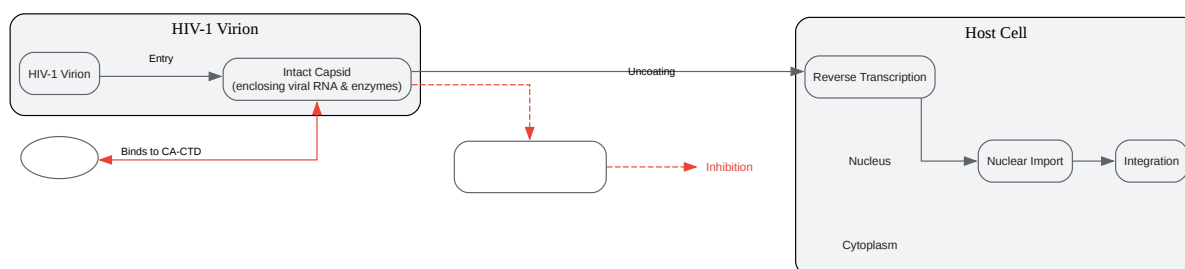 HIV-1 Virion
Host Cell
HIV-1 Virion
Entry
Intact Capsid
(enclosing viral RNA & enzymes)
Uncoating
Reverse Transcription
Binds to CA-CTD
Inhibition
Nucleus
Nuclear Import
Integration
Cytoplasm